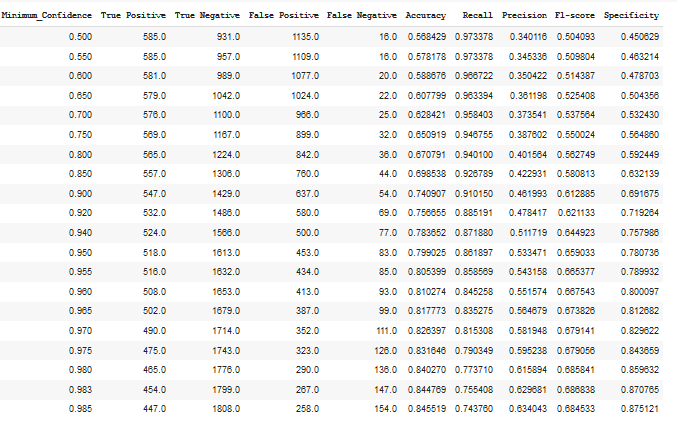 Minimum_Confidence True Positive True Negative False Positive False Negative Accuracy Recall Precision F1-score Specificity
0.500 585.0 931.0 1135.0 16.0 0.568429 0.973378 0.340116 0.504093 0.450629
0.550 585.0 957.0 1109.0 16.0 0.578178 0.973378 0.345336 0.509804 0.463214
0.600 581.0 989.0 1077.0 20.0 0.588676 0.966722 0.350422 0.514387 0.478703
0.650 579.0 1042.0 1024.0 22.0 0.607799 0.963394 0.361198 0.525408 0.504356
0.700 576.0 1100.0 966.0 25.0 0.628421 0.958403 0.373541 0.537564 0.532430
0.750 569.0 1167.0 899.0 32.0 0.650919 0.946755 0.387602 0.550024 0.564860
0.800 565.0 1224.0 842.0 36.0 0.670791 0.940100 0.401564 0.562749 0.592449
0.850 557.0 1306.0 760.0 44.0 0.698538 0.926789 0.422931 0.580813 0.632139
0.900 547.0 1429.0 637.0 54.0 0.740907 0.910150 0.461993 0.612885 0.691675
0.920 532.0 1486.0 580.0 69.0 0.756655 0.885191 0.478417 0.621133 0.719264
0.940 524.0 1566.0 500.0 77.0 0.783652 0.871880 0.511719 0.644923 0.757986
0.950 518.0 1613.0 453.0 83.0 0.799025 0.861897 0.533471 0.659033 0.780736
0.955 516.0 1632.0 434.0 85.0 0.805399 0.858569 0.543158 0.665377 0.789932
0.960 508.0 1653.0 413.0 93.0 0.810274 0.845258 0.551574 0.667543 0.800097
0.965 502.0 1679.0 387.0 99.0 0.817773 0.835275 0.564679 0.673826 0.812682
0.970 490.0 1714.0 352.0 111.0 0.826397 0.815308 0.581948 0.679141 0.829622
0.975 475.0 1743.0 323.0 126.0 0.831646 0.790349 0.595238 0.679056 0.843659
0.980 465.0 1776.0 290.0 136.0 0.840270 0.773710 0.615894 0.685841 0.859632
0.983 454.0 1799.0 267.0 147.0 0.844769 0.755408 0.629681 0.686838 0.870765
0.985 447.0 1808.0 258.0 154.0 0.845519 0.743760 0.634043 0.684533 0.875121